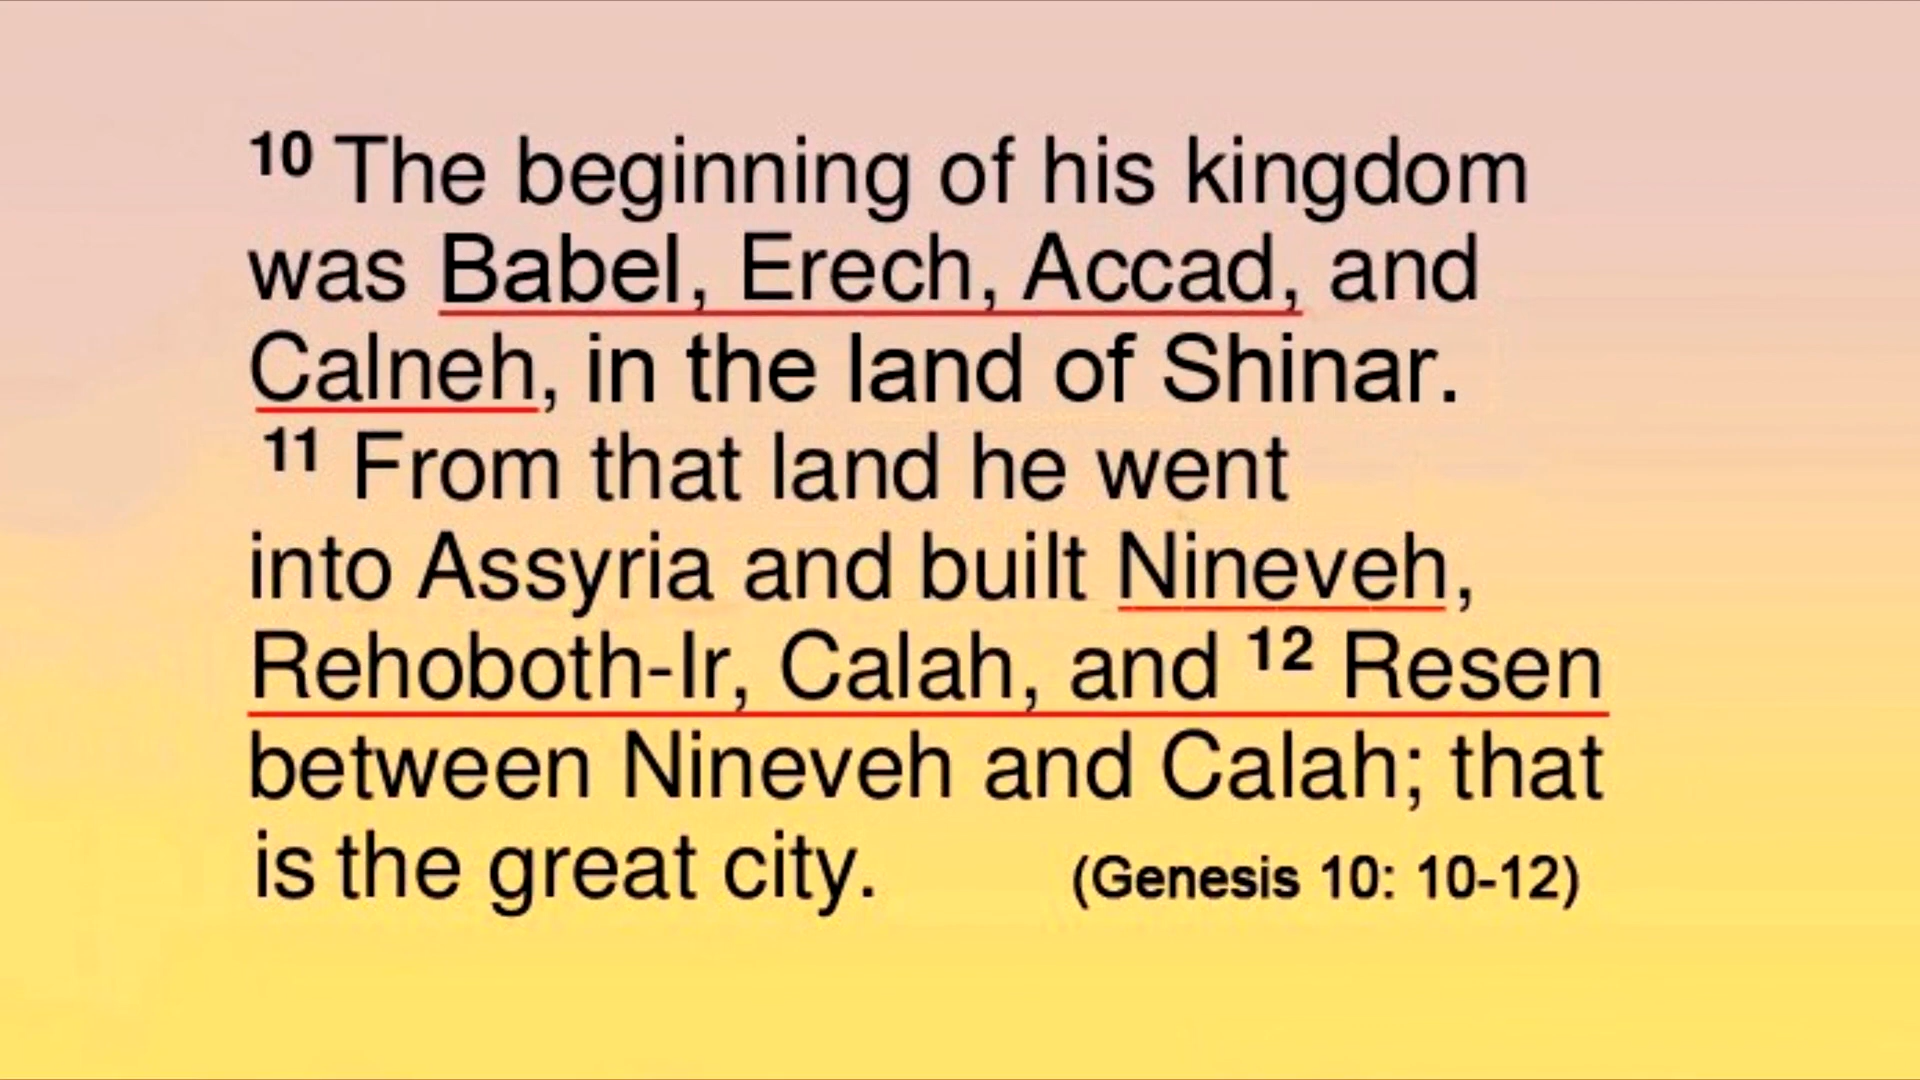 10 The beginning of his kingdom
was Babel, Erech, Accad, and
Calneh, in the land of Shinar.
11 From that land he went
into Assyria and built Nineveh,
Rehoboth-Ir, Calah, and 12 Resen
between Nineveh and Calah; that
is the great city. (Genesis 10: 10-12)